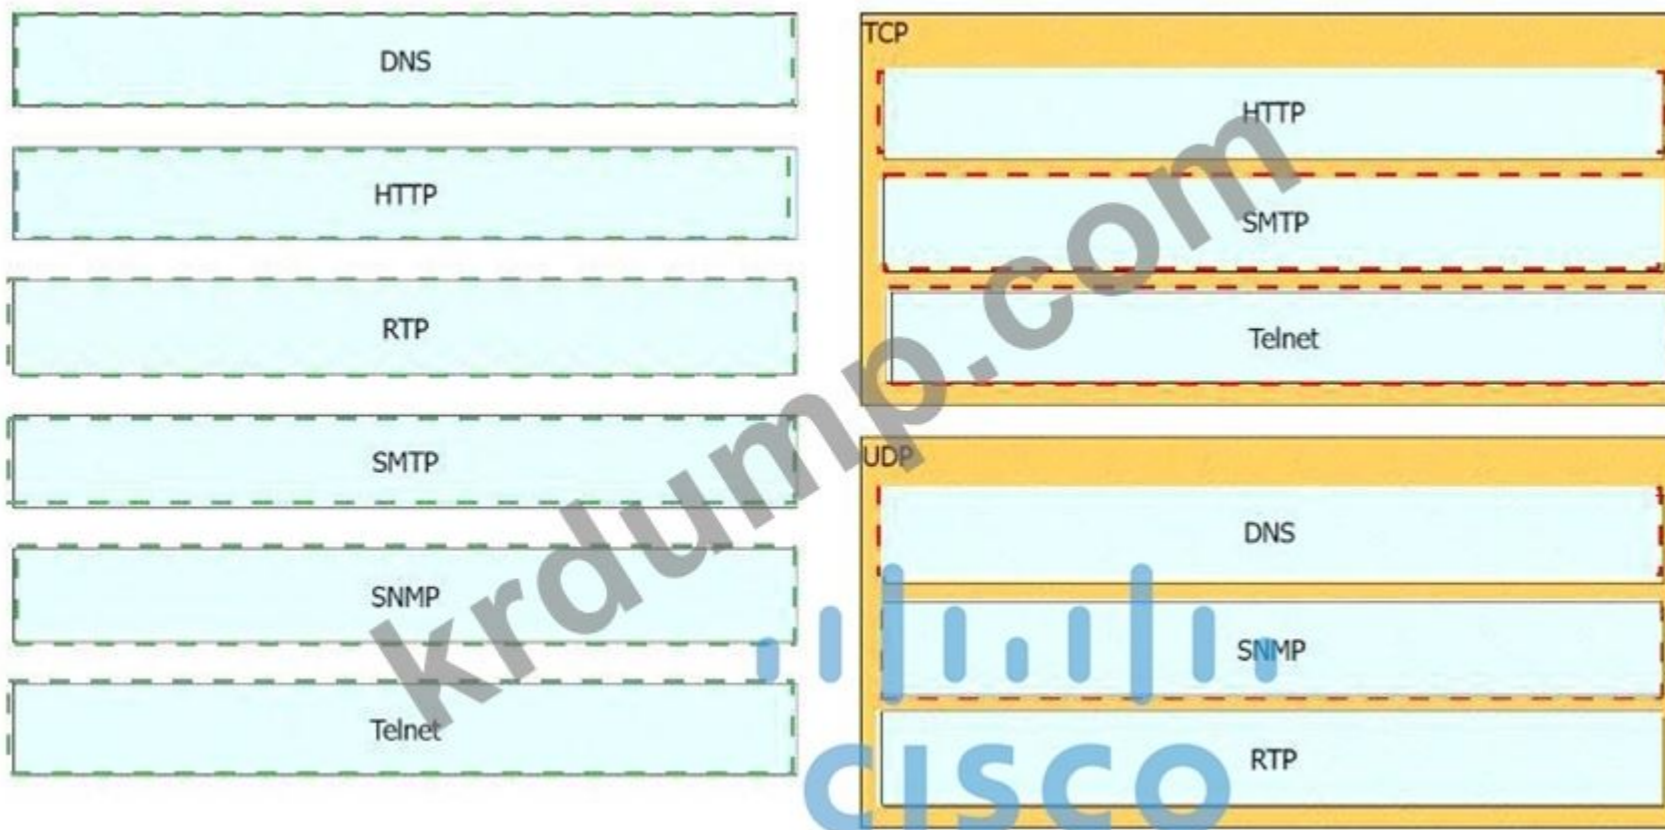 DNS
HTTP
RTP
SMTP
SNMP
Telnet
TCP
HTTP
SMTP
Telnet
UDP
DNS
SNMP
RTP
krdump.com
CISCO